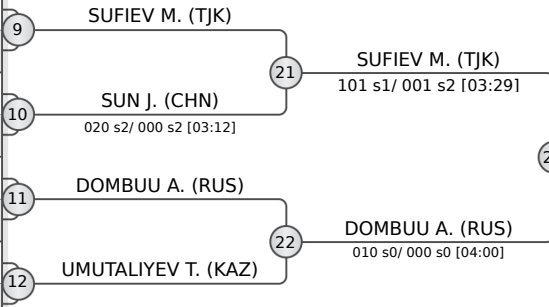 9
SUFIEV M. (TJK)
21
SUFIEV M. (TJK)
101 s1/ 001 s2 [03:29]
10
SUN J. (CHN)
020 s2/ 000 s2 [03:12]
11
DOMBUU A. (RUS)
22
DOMBUU A. (RUS)
010 s0/ 000 s0 [04:00]
12
UMUTALIYEV T. (KAZ)